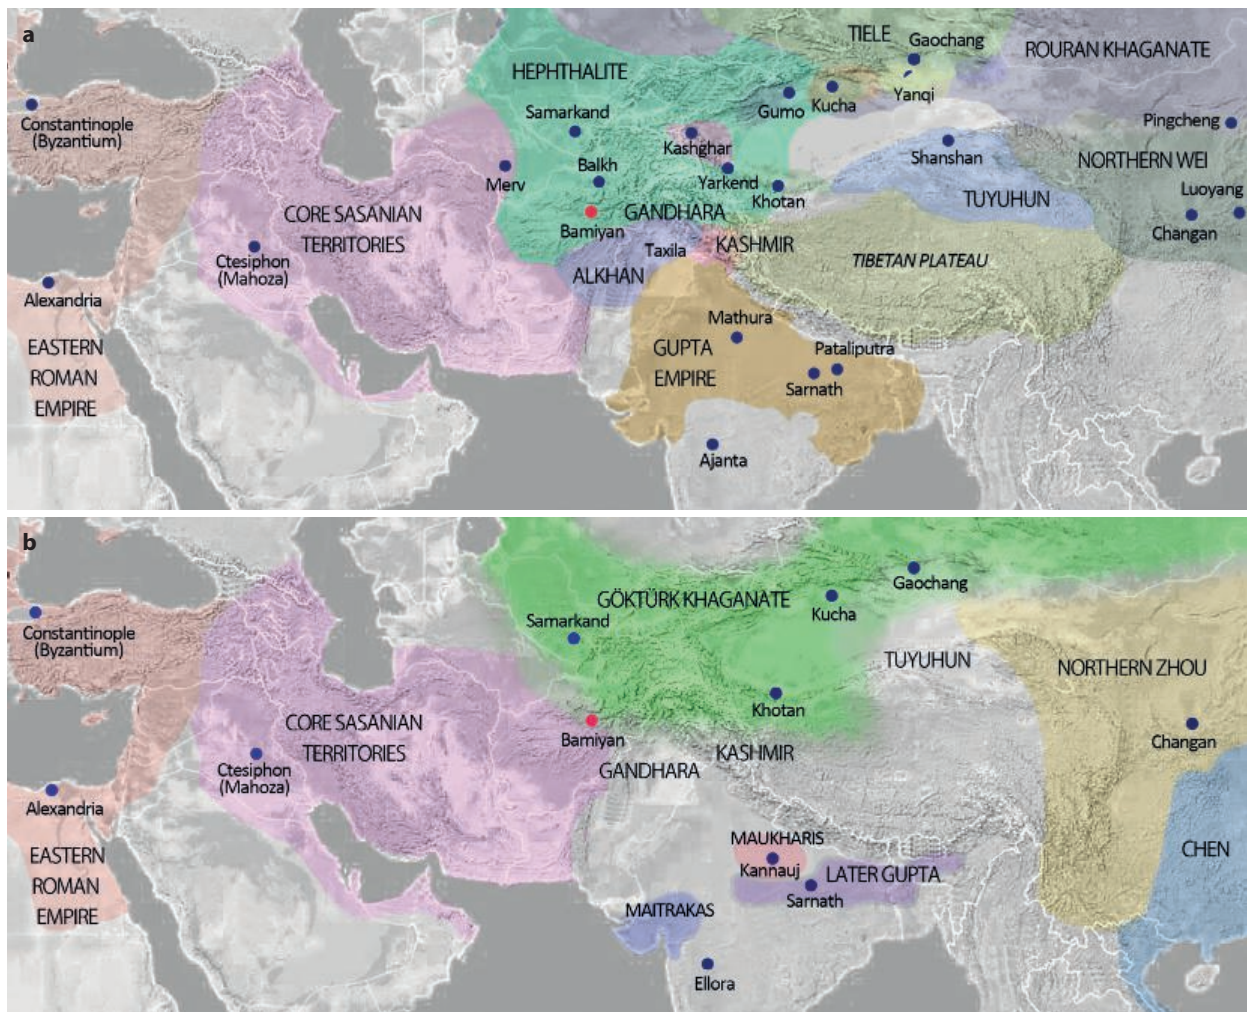 a
TIELE
Gaochang
ROURAN KHAGANATE
HEPHTHALITE
Constantinople
(Byzantium)
Samarkand
Gumo
Kucha
Yanqi
Pingcheng
Kashghar
Shanshan
NORTHERN WEI
Merv
Balkh
Yarkend
Khotan
TUYUHUN
Luoyang
CORE SASANIAN
TERRITORIES
Bamiyan
GANDHARA
Changan
Ctesiphon
(Mahoza)
Taxila
KASHMIR
TIBETAN PLATEAU
ALKHAN
Alexandria
Mathura
EASTERN
ROMAN
EMPIRE
GUPTA
EMPIRE
Pataliputra
Sarnath
Ajanta
b
Gaochang
GÖKTÜRK KHAGANATE
Kucha
Constantinople
(Byzantium)
Samarkand
TUYUHUN
NORTHERN ZHOU
Khotan
CORE SASANIAN
TERRITORIES
Bamiyan
KASHMIR
Changan
Ctesiphon
(Mahoza)
GANDHARA
Alexandria
MAUKHARIS
Kannauj
LATER GUPTA
CHEN
EASTERN
ROMAN
EMPIRE
Sarnath
MAITRAKAS
Ellora